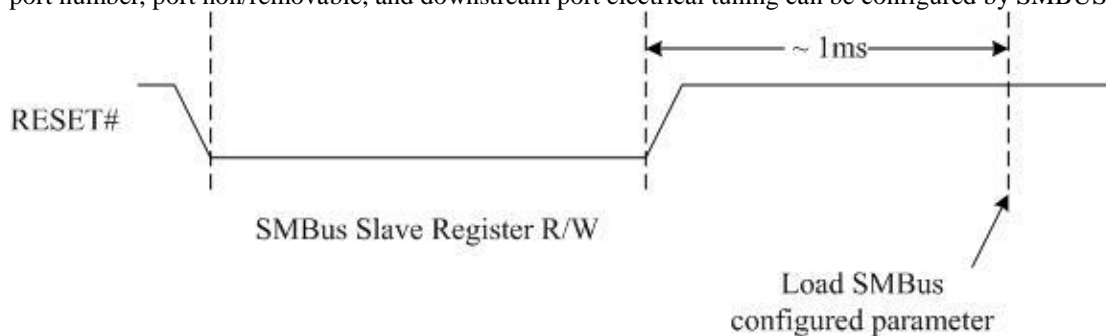 port number, port non/removable, and downstream port electrical tuning can be configured by SMBUS
~ 1ms
RESET#
SMBus Slave Register R/W
Load SMBus
configured parameter